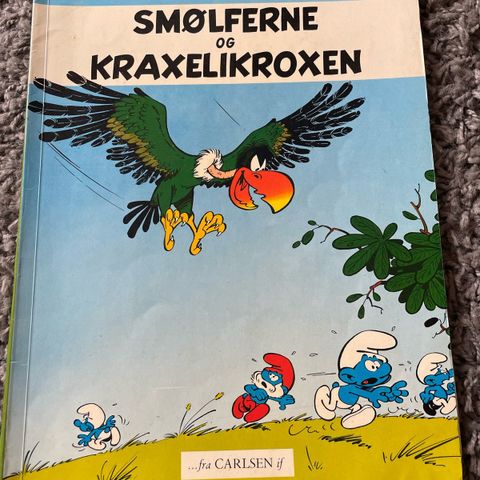 SMØLFERNE
OG
KRAXELIKROXEN
...fra CARLSEN if